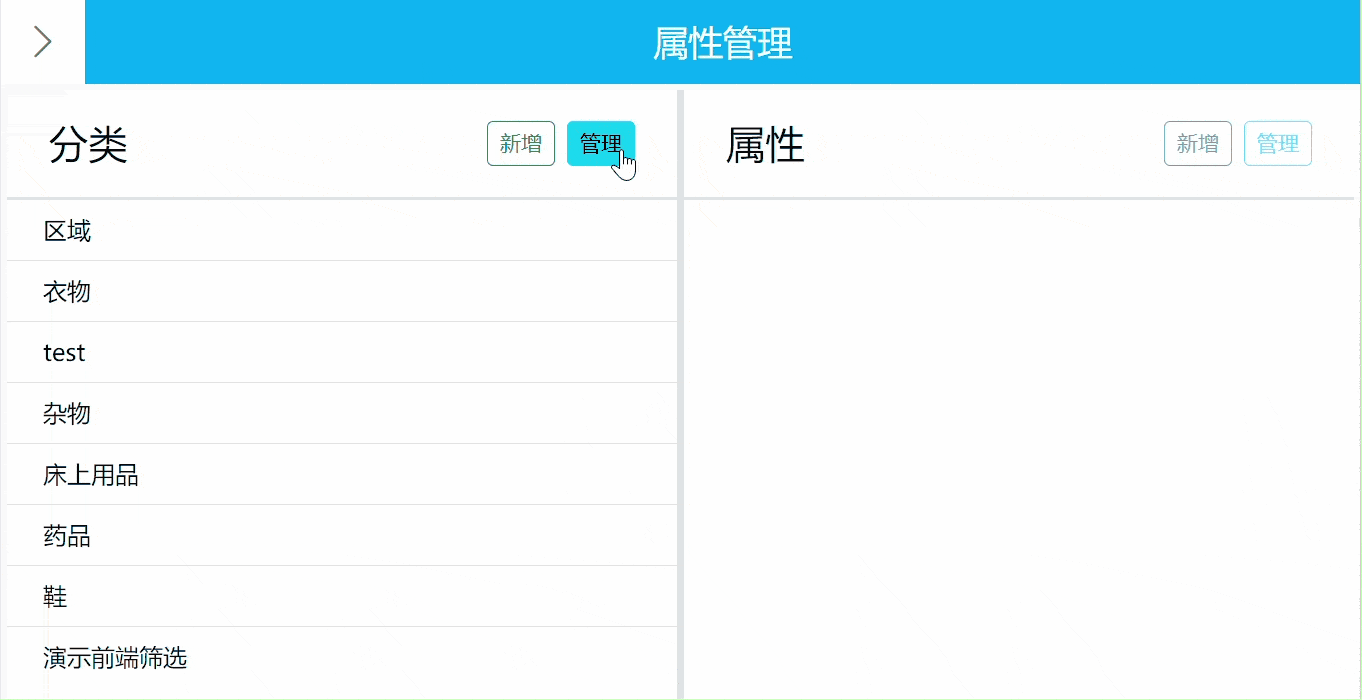 属性管理
分类 新增 管理
区域
衣物
test
杂物
床上用品
药品
鞋
演示前端筛选
属性 新增 管理